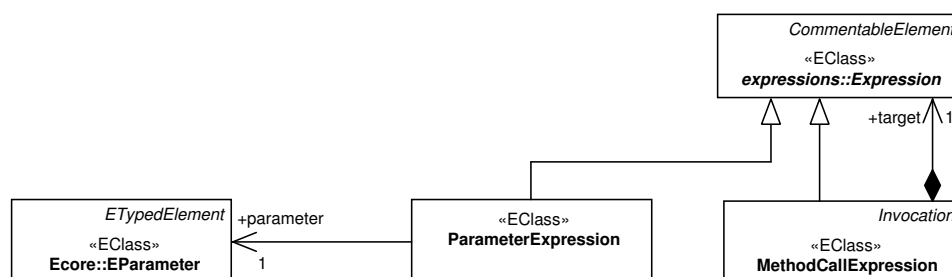 CommentableElement
«EClass»
expressions::Expression
+target 1
ETypedElement
«EClass»
Ecore::EParameter
+parameter
1
«EClass»
ParameterExpression
Invocation
«EClass»
MethodCallExpression